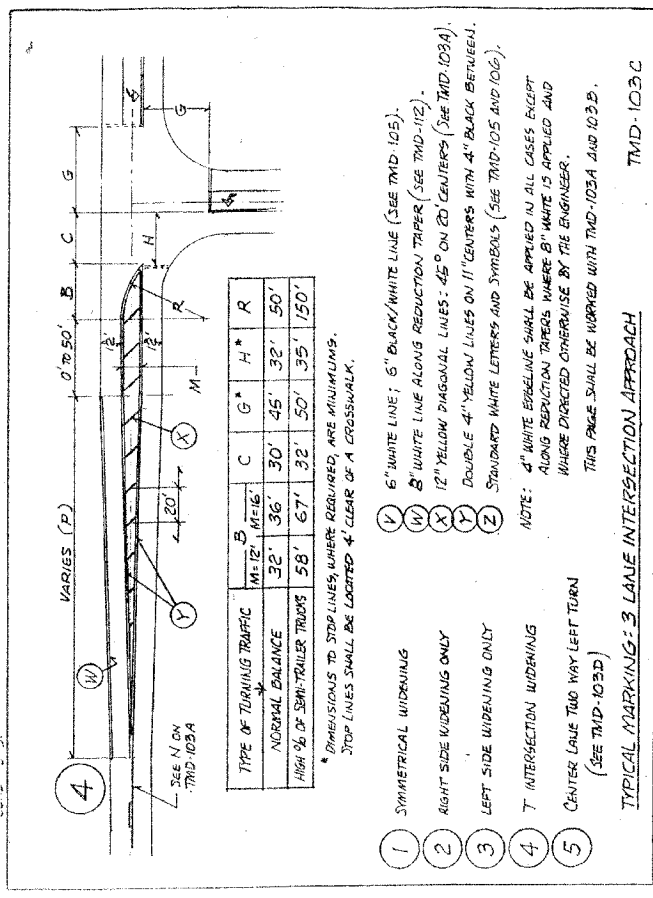 4
VARIES (P)
0' TO 50'
B
C
G
W
SEE N ON
TMD-103A
Y
20'
X
M
1/2'
1/2'
R
H
G
TYPE OF TURNING TRAFFIC B C G* H* R
* M=12' M=16'
NORMAL BALANCE 32' 36' 30' 45' 32' 50'
HIGH % OF SEMI-TRAILER TRUCKS 58' 67' 32' 50' 35' 150'
* DIMENSIONS TO STOP LINES, WHERE REQUIRED, ARE MINIMUMS.
STOP LINES SHALL BE LOCATED 4' CLEAR OF A CROSSWALK.
1 SYMMETRICAL WIDENING
2 RIGHT SIDE WIDENING ONLY
3 LEFT SIDE WIDENING ONLY
4 T INTERSECTION WIDENING
5 CENTER LANE TWO WAY LEFT TURN
(SEE TMD-103D)
V 6" WHITE LINE; 6" BLACK/WHITE LINE (SEE TMD-105).
W 8" WHITE LINE ALONG REDUCTION TAPER (SEE TMD-112).
X 12" YELLOW DIAGONAL LINES: 45° ON 20' CENTERS (SEE TMD-103A).
Y DOUBLE 4" YELLOW LINES ON 11" CENTERS WITH 4" BLACK BETWEEN.
Z STANDARD WHITE LETTERS AND SYMBOLS (SEE TMD-105 AND 106).
NOTE: 4" WHITE EDGELINE SHALL BE APPLIED IN ALL CASES EXCEPT
ALONG REDUCTION TAPERS WHERE 8" WHITE IS APPLIED AND
WHERE DIRECTED OTHERWISE BY THE ENGINEER.
THIS PAGE SHALL BE WORKED WITH TMD-103A AND 103B.
TYPICAL MARKING: 3 LANE INTERSECTION APPROACH
TMD-103C